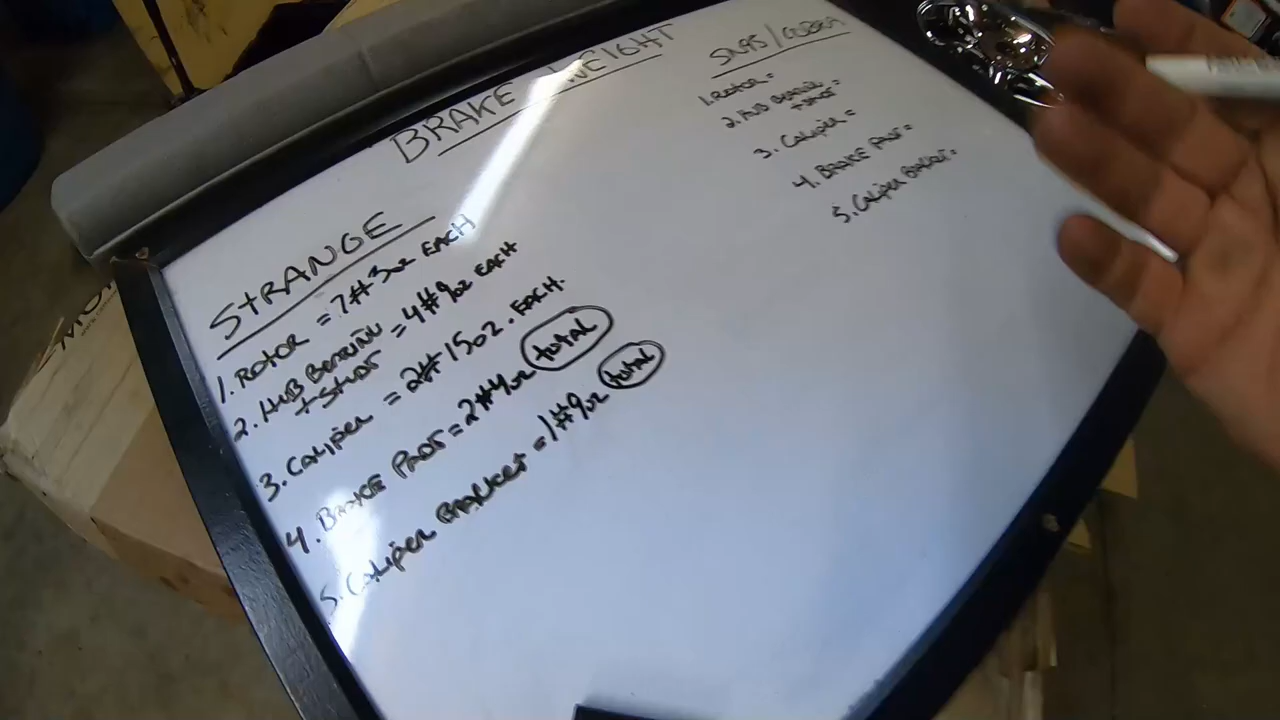 BRAKE WEIGHT
STRANGE
1. ROTOR = 7# 3oz EACH
2. HUB BEARING = 4# 9oz EACH
+ STUDS
3. CALIPER = 2# 15oz. EACH.
4. BRAKE PADS = 2# 4oz TOTAL
5. CALIPER BRACKET = 1# 9oz TOTAL
/ COBRA
1. ROTOR =
2. HUB BEARING =
+ STUDS
3. CALIPER =
4. BRAKE PADS =
5. CALIPER BRACKET =